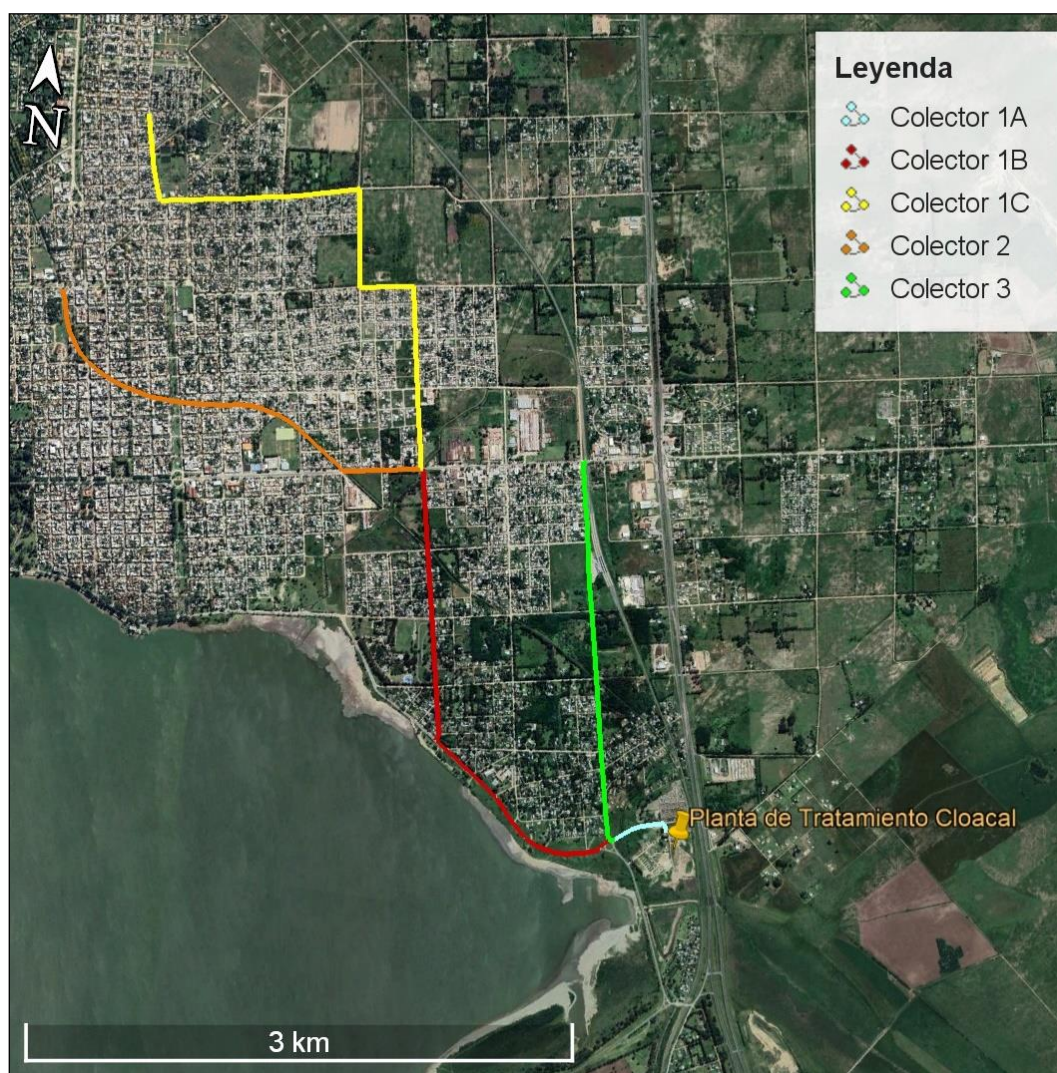 N
Leyenda
Colector 1A
Colector 1B
Colector 1C
Colector 2
Colector 3
Planta de Tratamiento Cloacal
3 km